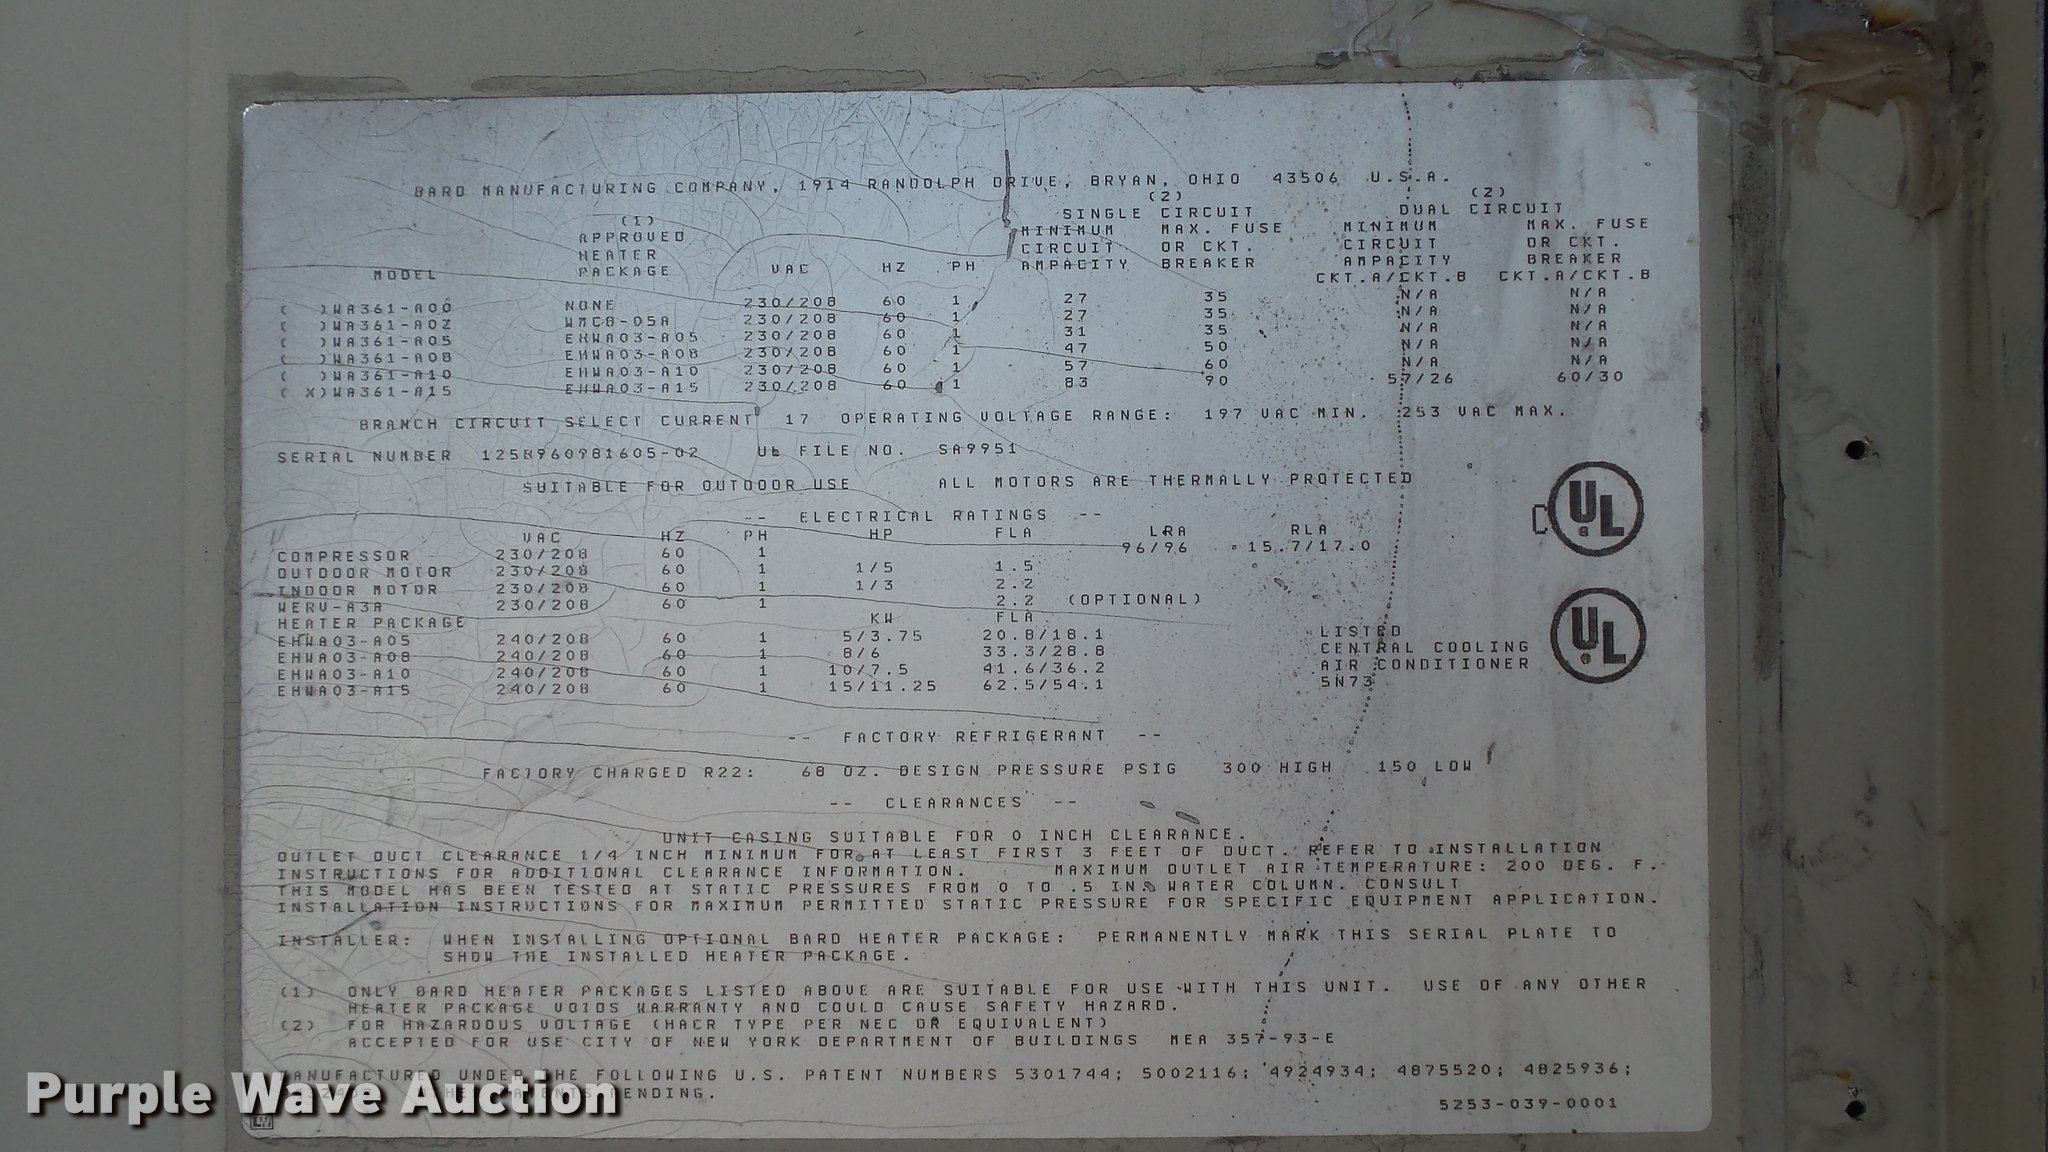 BARD MANUFACTURING COMPANY, 1914 RANDOLPH DRIVE, BRYAN, OHIO 43506 U.S.A.
(2) (2)
(1) SINGLE CIRCUIT DUAL CIRCUIT
APPROVED MINIMUM MAX. FUSE MINIMUM MAX. FUSE
HEATER CIRCUIT OR CKT. CIRCUIT OR CKT.
MODEL PACKAGE VAC HZ PH AMPACITY BREAKER AMPACITY BREAKER
CKT.A/CKT.B CKT.A/CKT.B
( )WA361-A00 NONE 230/208 60 1 27 35 N/A N/A
( )WA361-A0Z WMCB-05A 230/208 60 1 27 35 N/A N/A
( )WA361-A05 EHWA03-A05 230/208 60 1 31 35 N/A N/A
( )WA361-A08 EHWA03-A08 230/208 60 1 47 50 N/A N/A
( )WA361-A10 EHWA03-A10 230/208 60 1 57 60 N/A N/A
( X)WA361-A15 EHWA03-A15 230/208 60 1 83 90 57/26 60/30
BRANCH CIRCUIT SELECT CURRENT 17 OPERATING VOLTAGE RANGE: 197 VAC MIN. 253 VAC MAX.
SERIAL NUMBER 125H960981605-02 UL FILE NO. SA9951
SUITABLE FOR OUTDOOR USE ALL MOTORS ARE THERMALLY PROTECTED
-- ELECTRICAL RATINGS --
VAC HZ PH HP FLA LRA RLA
COMPRESSOR 230/208 60 1 96/96 15.7/17.0
OUTDOOR MOTOR 230/208 60 1 1/5 1.5
INDOOR MOTOR 230/208 60 1 1/3 2.2
WERV-A3A 230/208 60 1 2.2 (OPTIONAL)
HEATER PACKAGE KW FLA
EHWA03-A05 240/208 60 1 5/3.75 20.8/18.1
EHWA03-A08 240/208 60 1 8/6 33.3/28.8
EHWA03-A10 240/208 60 1 10/7.5 41.6/36.2
EHWA03-A15 240/208 60 1 15/11.25 62.5/54.1
C UL
UL
LISTED
CENTRAL COOLING
AIR CONDITIONER
5N73
-- FACTORY REFRIGERANT --
FACTORY CHARGED R22: 68 OZ. DESIGN PRESSURE PSIG 300 HIGH 150 LOW
-- CLEARANCES --
UNIT CASING SUITABLE FOR 0 INCH CLEARANCE.
OUTLET DUCT CLEARANCE 1/4 INCH MINIMUM FOR AT LEAST FIRST 3 FEET OF DUCT. REFER TO INSTALLATION
INSTRUCTIONS FOR ADDITIONAL CLEARANCE INFORMATION. MAXIMUM OUTLET AIR TEMPERATURE: 200 DEG. F.
THIS MODEL HAS BEEN TESTED AT STATIC PRESSURES FROM 0 TO .5 IN. WATER COLUMN. CONSULT
INSTALLATION INSTRUCTIONS FOR MAXIMUM PERMITTED STATIC PRESSURE FOR SPECIFIC EQUIPMENT APPLICATION.
INSTALLER: WHEN INSTALLING OPTIONAL BARD HEATER PACKAGE: PERMANENTLY MARK THIS SERIAL PLATE TO
SHOW THE INSTALLED HEATER PACKAGE.
(1) ONLY BARD HEATER PACKAGES LISTED ABOVE ARE SUITABLE FOR USE WITH THIS UNIT. USE OF ANY OTHER
HEATER PACKAGE VOIDS WARRANTY AND COULD CAUSE SAFETY HAZARD.
(2) FOR HAZARDOUS VOLTAGE (HACR TYPE PER NEC OR EQUIVALENT)
ACCEPTED FOR USE CITY OF NEW YORK DEPARTMENT OF BUILDINGS MEA 357-93-E
MANUFACTURED UNDER THE FOLLOWING U.S. PATENT NUMBERS 5301744; 5002116; 4924934; 4875520; 4825936;
PENDING.
5253-039-0001
Purple Wave Auction